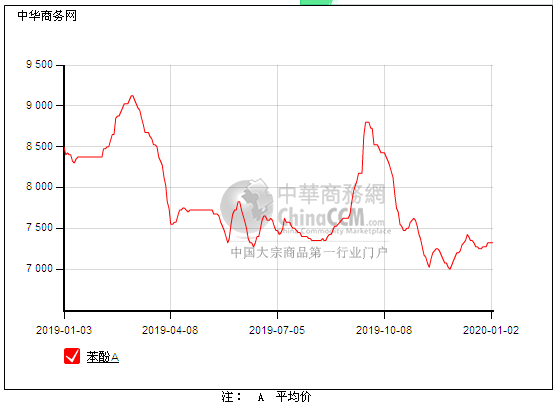 中华商务网
9 500
9 000
8 500
8 000
7 500
7 000
中華商務網
ChinaCCM.com
China Commodity Marketplace
中国大宗商品第一行业门户
2019-01-03 2019-04-08 2019-07-05 2019-10-08 2020-01-02
苯酚A
注： A 平均价